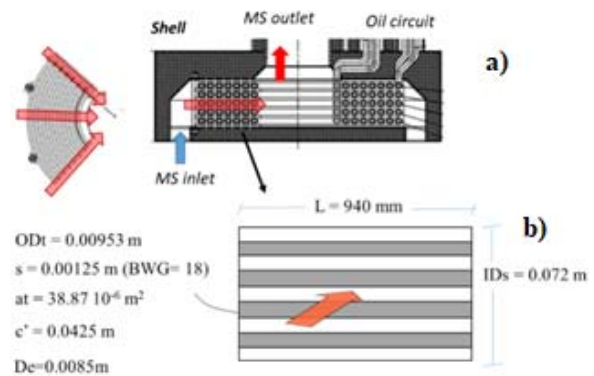 Shell
MS outlet
Oil circuit
a)
MS inlet
L = 940 mm
b)
ODt = 0.00953 m
s = 0.00125 m (BWG= 18)
at = 38.87 10⁻⁶ m²
c’ = 0.0425 m
De=0.0085m
IDs = 0.072 m